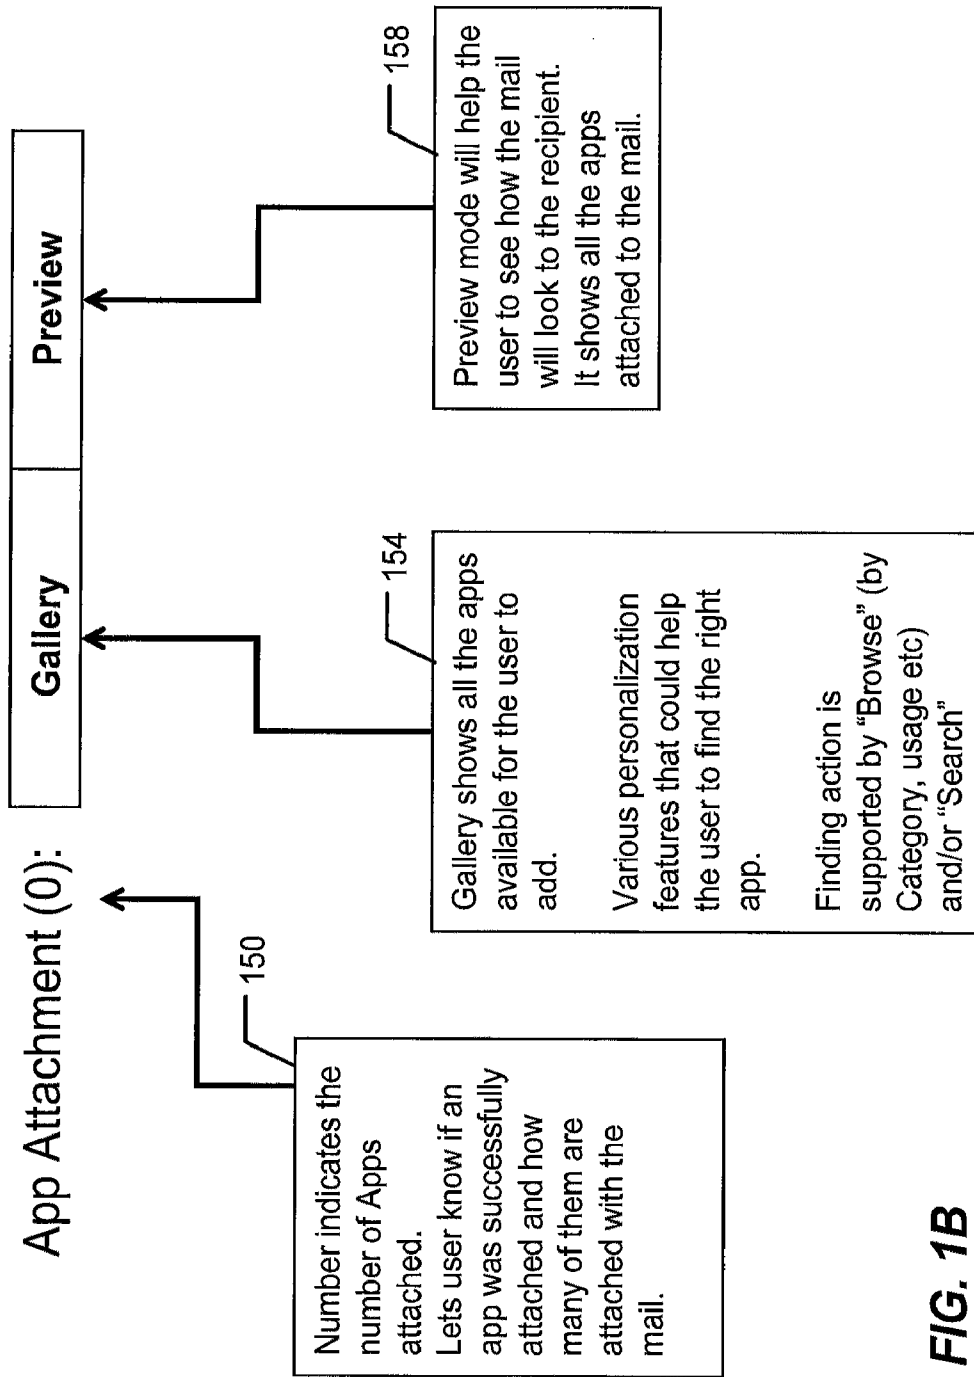 App Attachment (0):
Gallery
Preview
150
Number indicates the
number of Apps
attached.
Lets user know if an
app was successfully
attached and how
many of them are
attached with the
mail.
154
Gallery shows all the apps
available for the user to
add.
Various personalization
features that could help
the user to find the right
app.
Finding action is
supported by “Browse” (by
Category, usage etc)
and/or “Search”
158
Preview mode will help the
user to see how the mail
will look to the recipient.
It shows all the apps
attached to the mail.
FIG. 1B